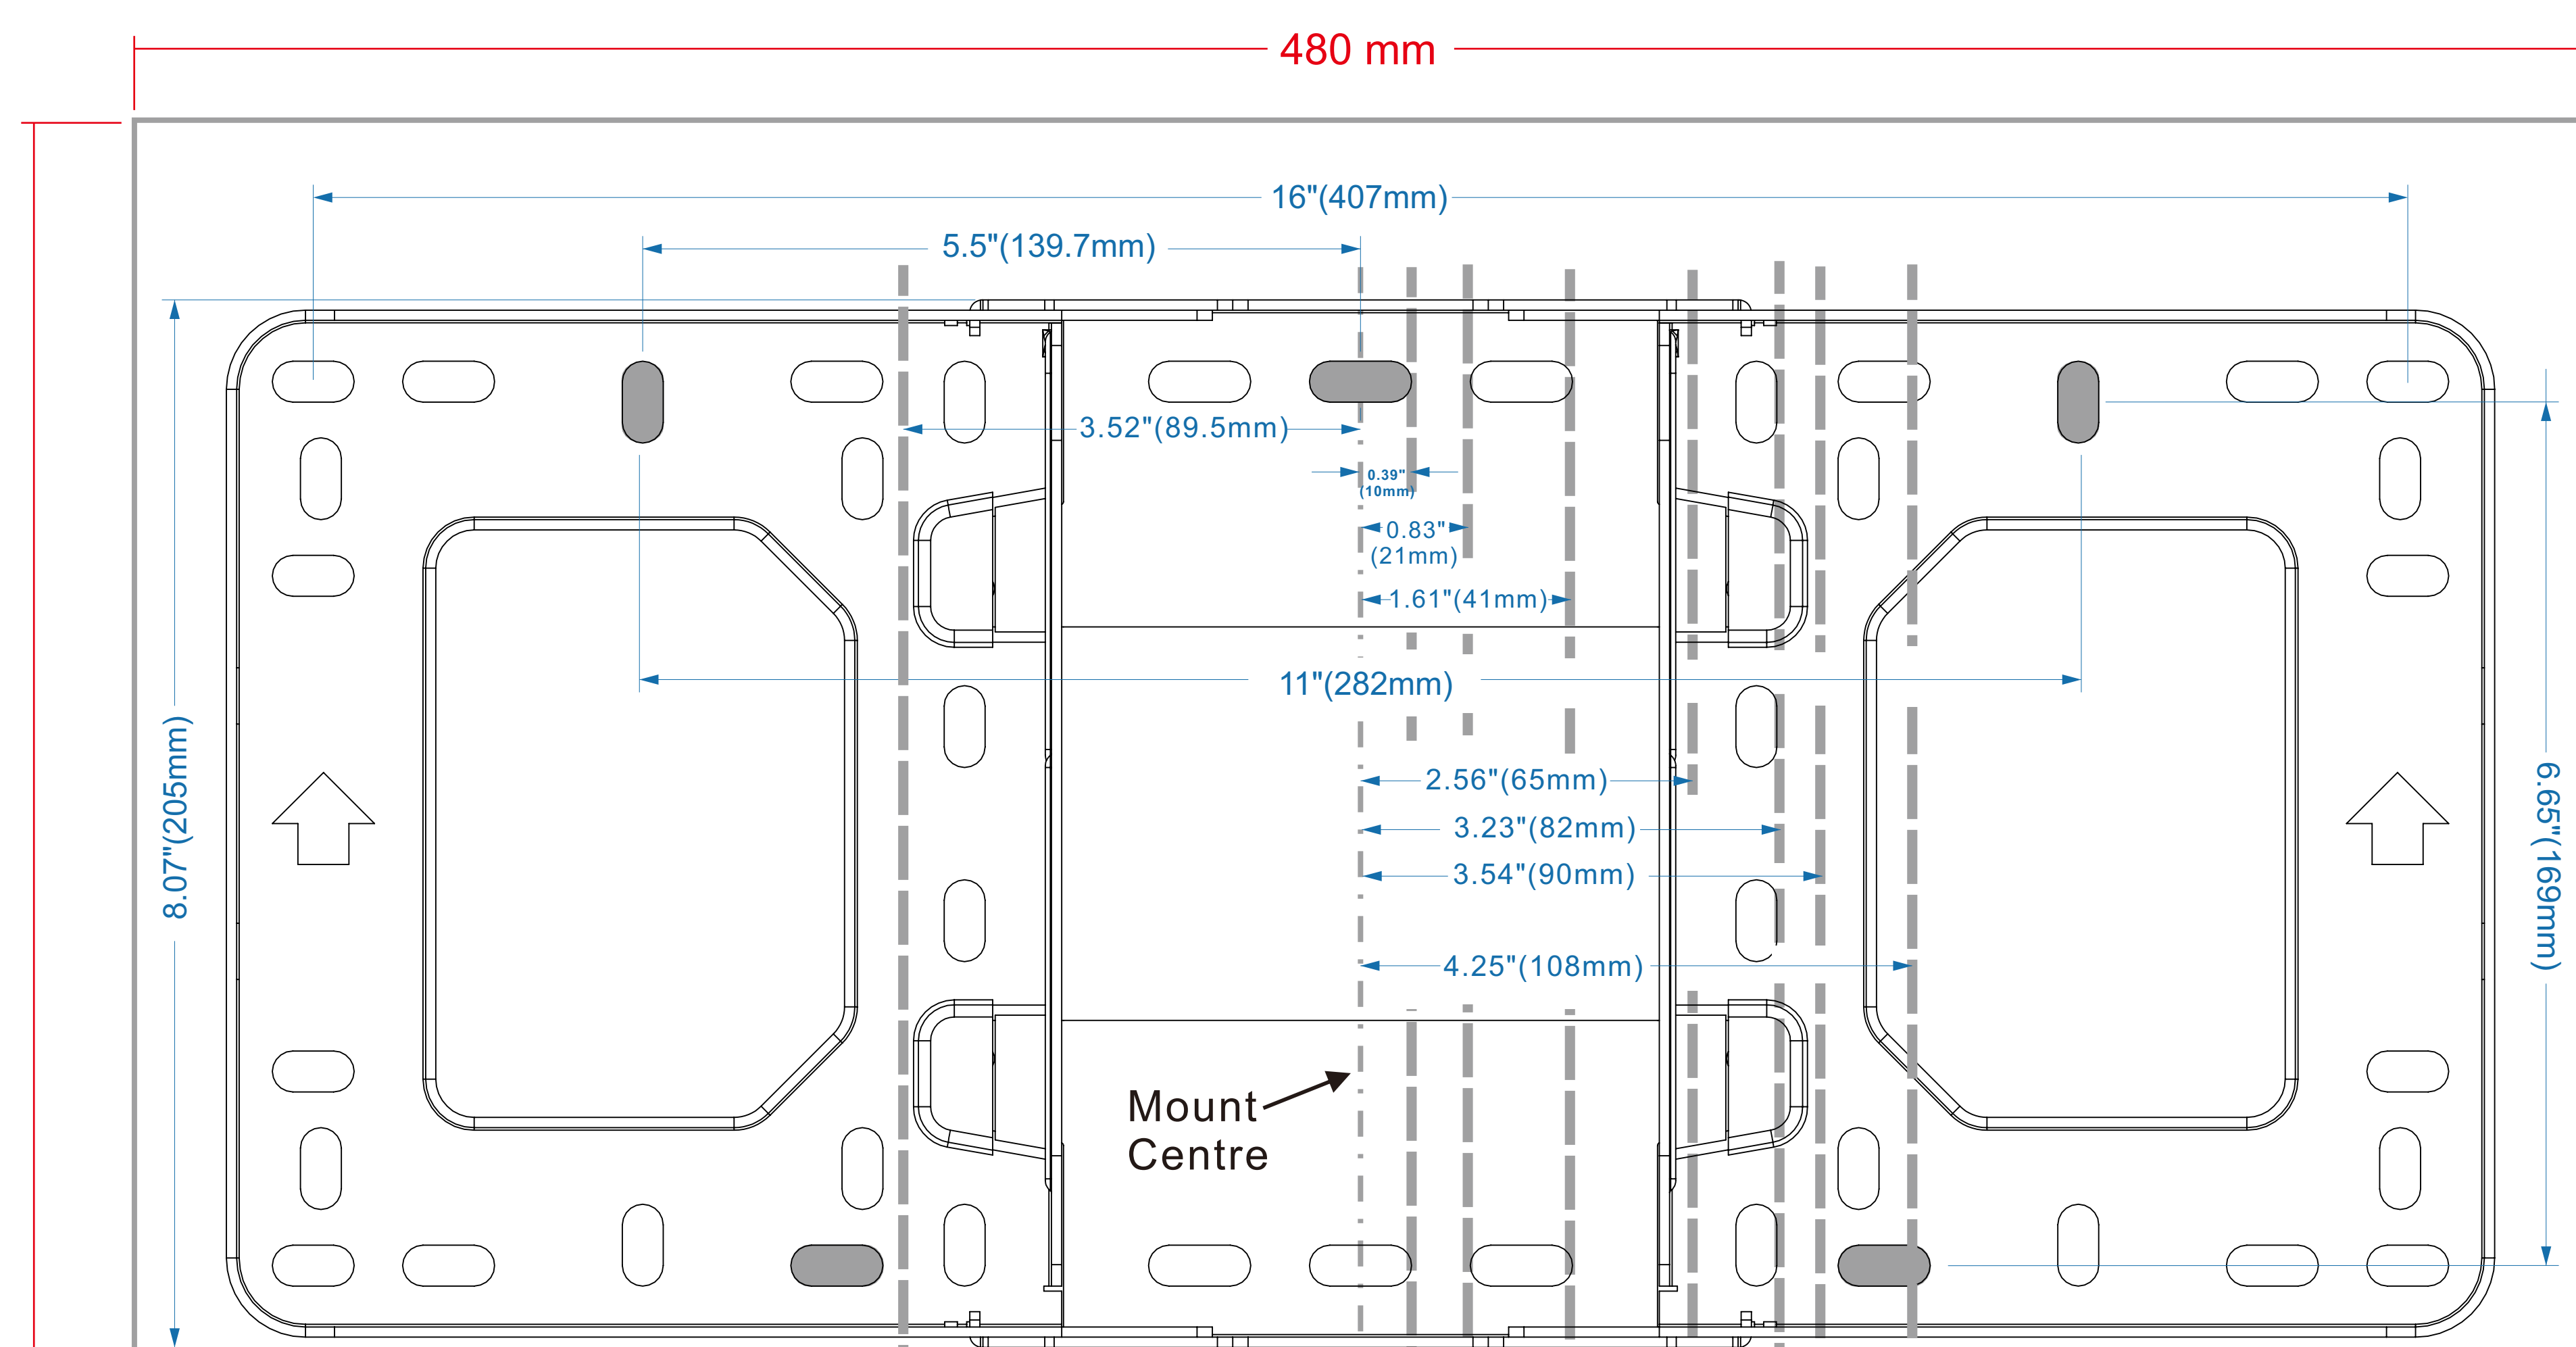 480 mm
16"(407mm)
5.5"(139.7mm)
3.52"(89.5mm)
0.39"
(10mm)
0.83"
(21mm)
1.61"(41mm)
11"(282mm)
8.07"(205mm)
2.56"(65mm)
6.65"(169mm)
3.23"(82mm)
3.54"(90mm)
4.25"(108mm)
Mount
Centre